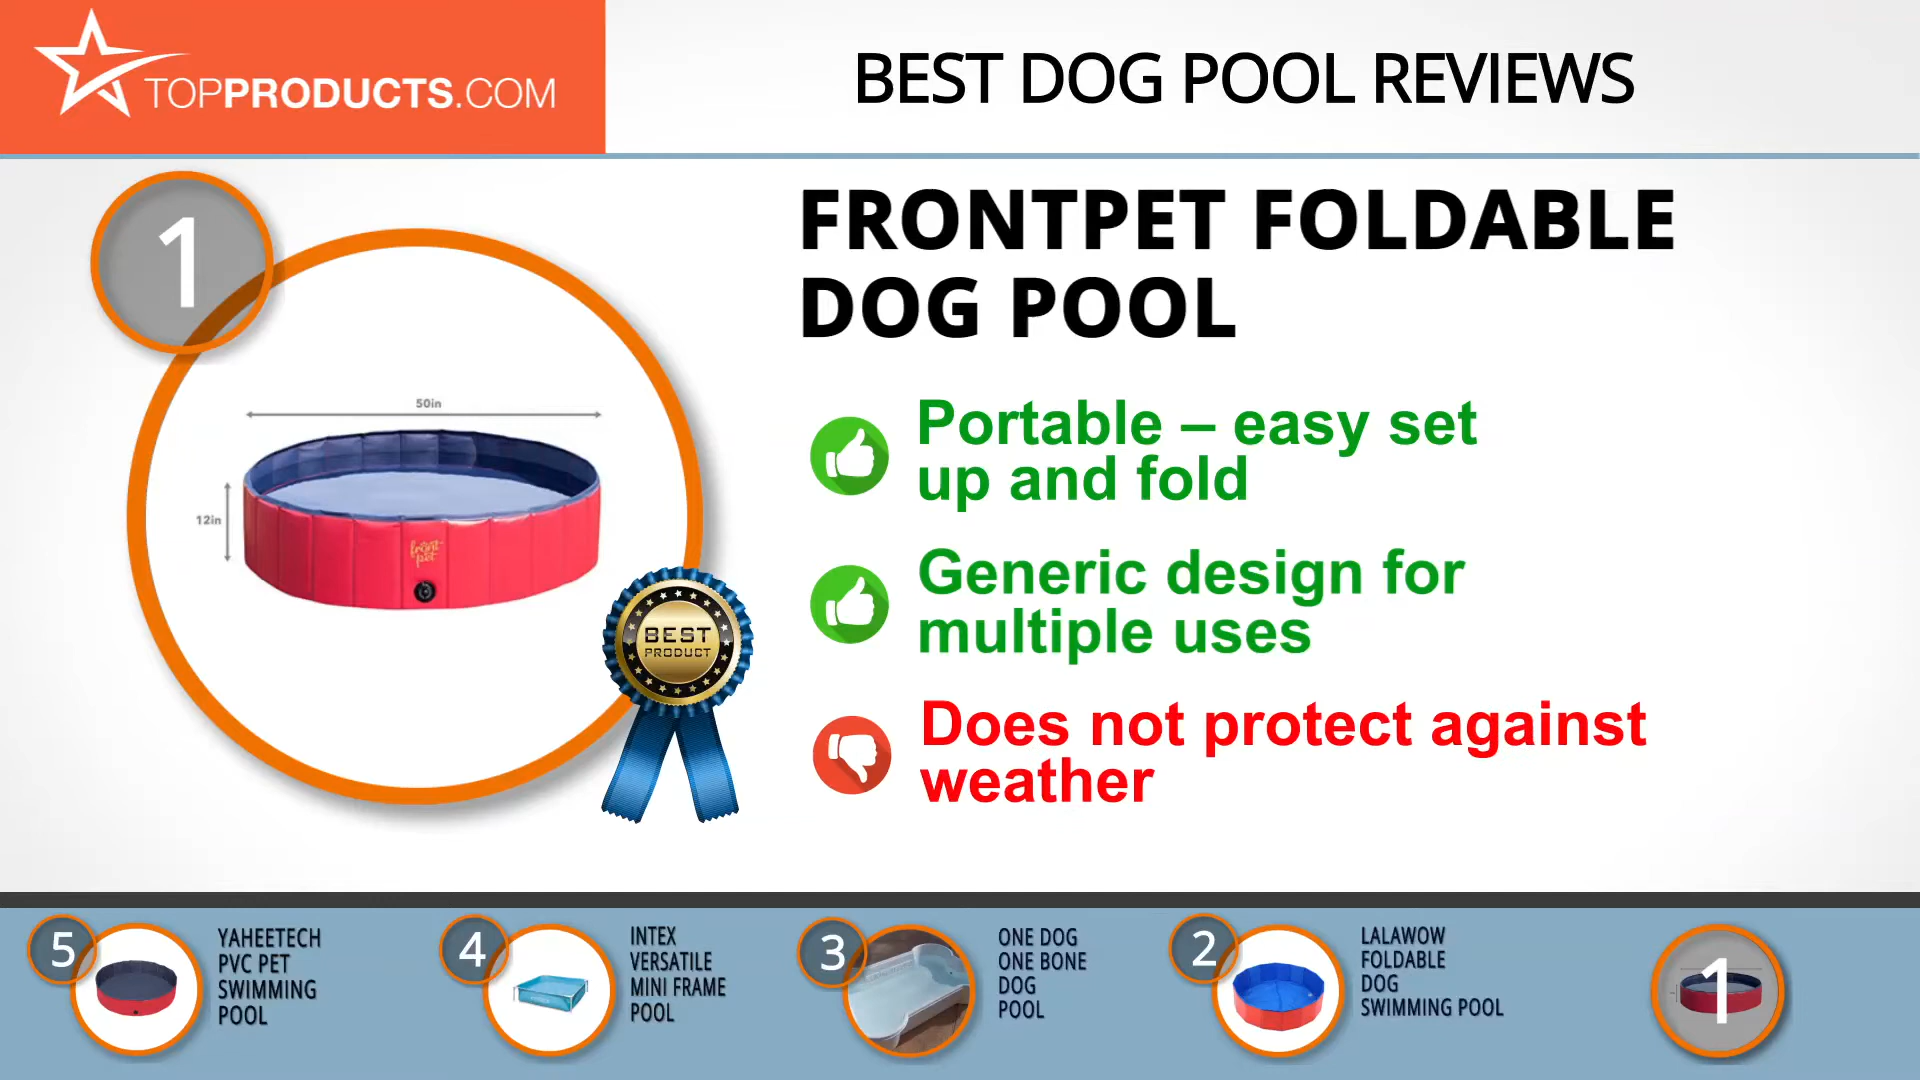 TOPPRODUCTS.COM
BEST DOG POOL REVIEWS
1
FRONTPET FOLDABLE
DOG POOL
50in
12in
front
pet
BEST
PRODUCT
Portable – easy set
up and fold
Generic design for
multiple uses
Does not protect against
weather
5
YAHEETECH
PVC PET
SWIMMING
POOL
4
INTEX
VERSATILE
MINI FRAME
POOL
3
ONE DOG
ONE BONE
DOG
POOL
2
LALAWOW
FOLDABLE
DOG
SWIMMING POOL
1